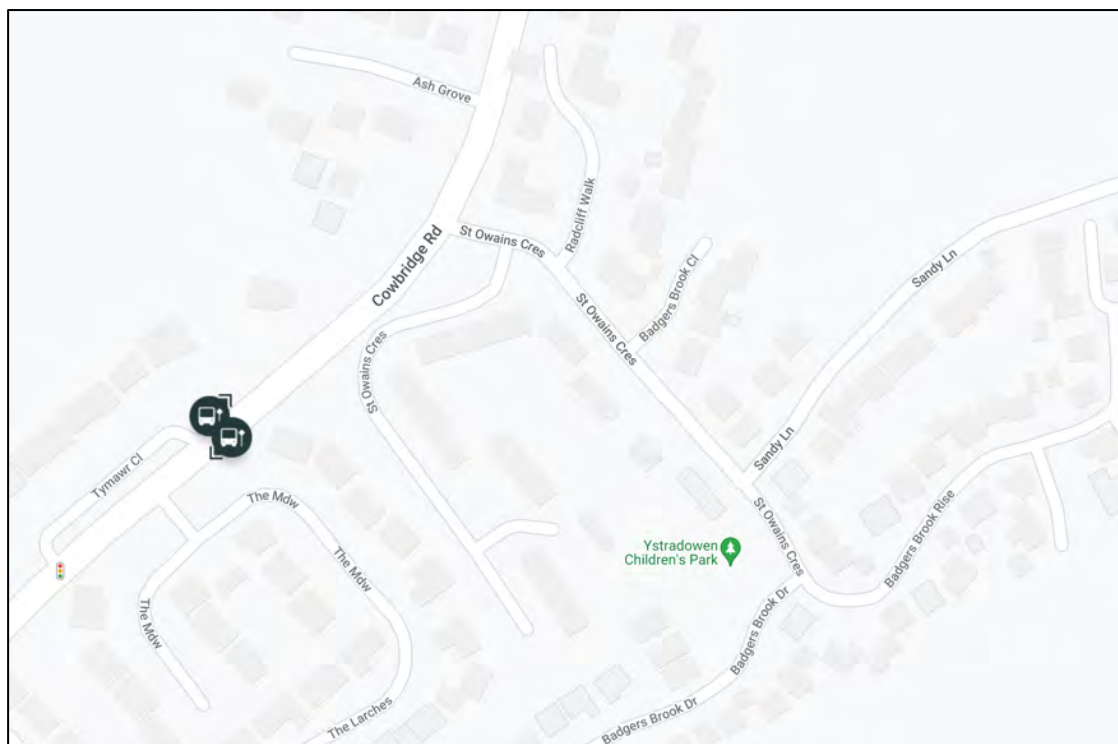 Ash Grove
Radcliff Walk
St Owains Cres
Cowbridge Rd
Badgers Brook Cl
Sandy Ln
St Owains Cres
St Owains Cres
Sandy Ln
Tymawr Cl
The Mdw
St Owains Cres
Badgers Brook Rise
Ystradowen
Children's Park
The Mdw
The Mdw
Badgers Brook Dr
The Larches
Badgers Brook Dr